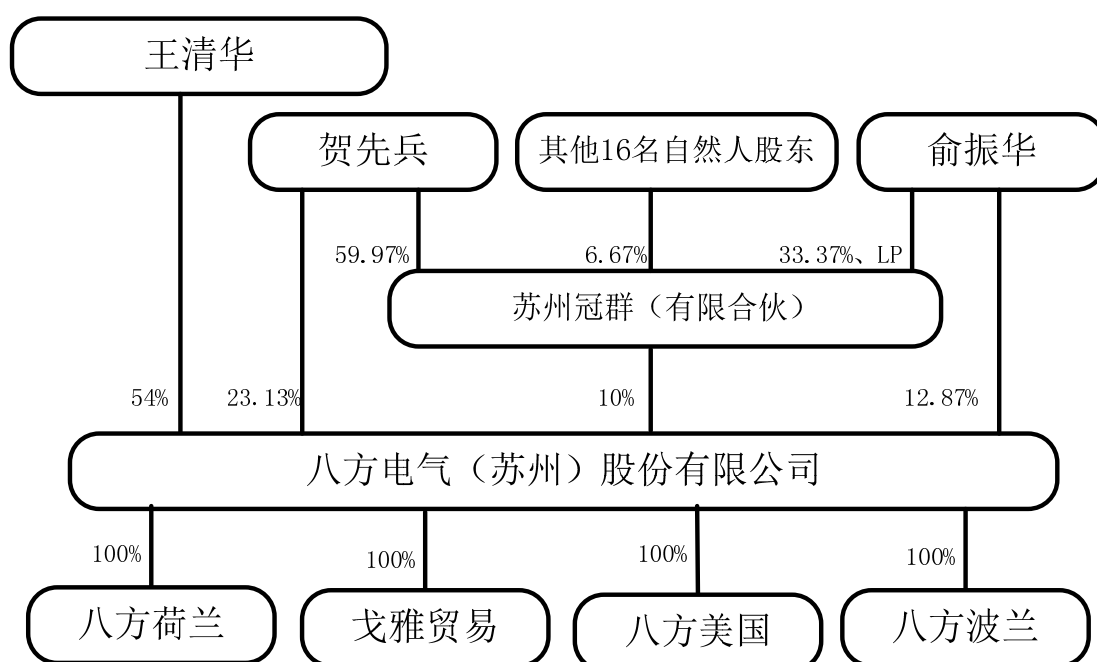 王清华
贺先兵
其他16名自然人股东
俞振华
59.97%
6.67%
33.37%、LP
苏州冠群（有限合伙）
54%
23.13%
10%
12.87%
八方电气（苏州）股份有限公司
100%
100%
100%
100%
八方荷兰
戈雅贸易
八方美国
八方波兰